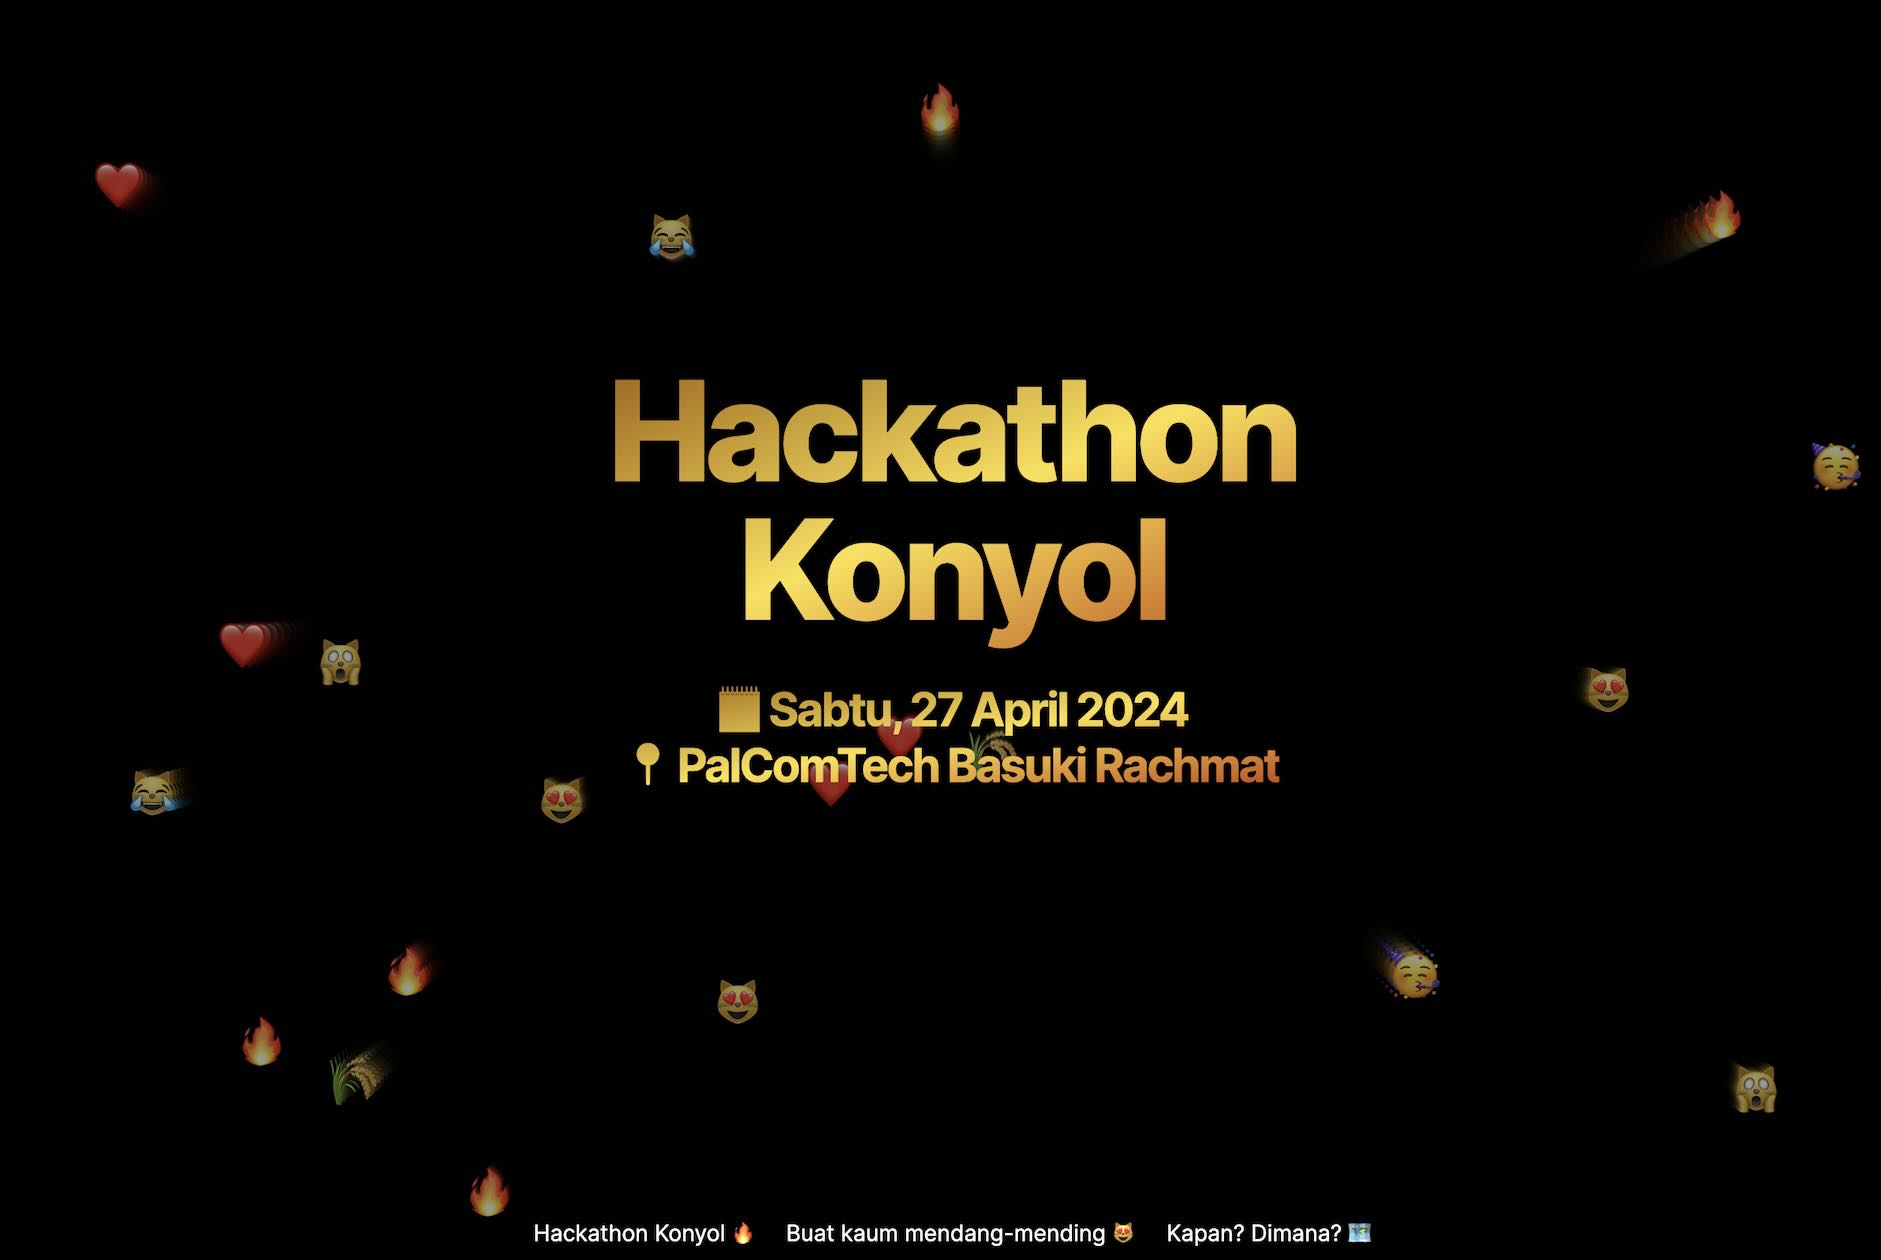 Hackathon
Konyol
🗓️ Sabtu, 27 April 2024
📍 PalComTech Basuki Rachmat
Hackathon Konyol 🔥 Buat kaum mendang-mending 😻 Kapan? Dimana? 🗺️